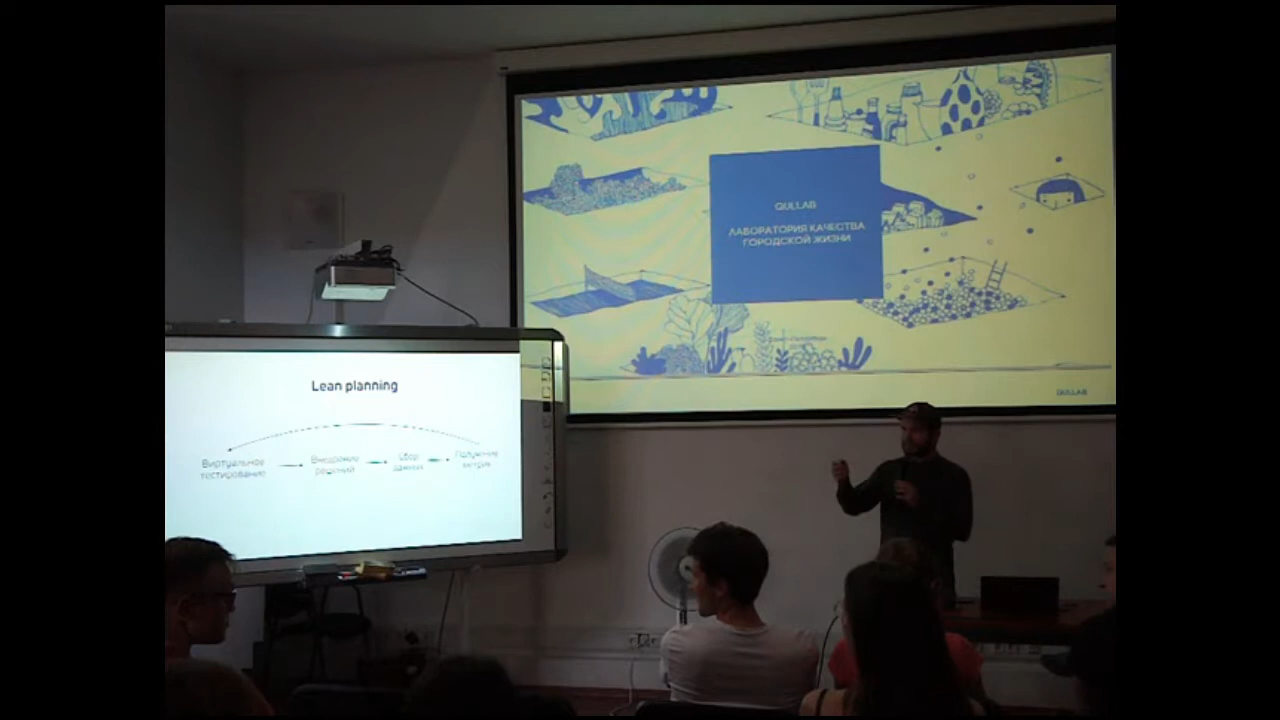 QULLAB
ЛАБОРАТОРИЯ КАЧЕСТВА
ГОРОДСКОЙ ЖИЗНИ
QULLAB
Lean planning
Виртуальное
тестирование
Внедрение
решений
Сбор
данных
Получение
метрик